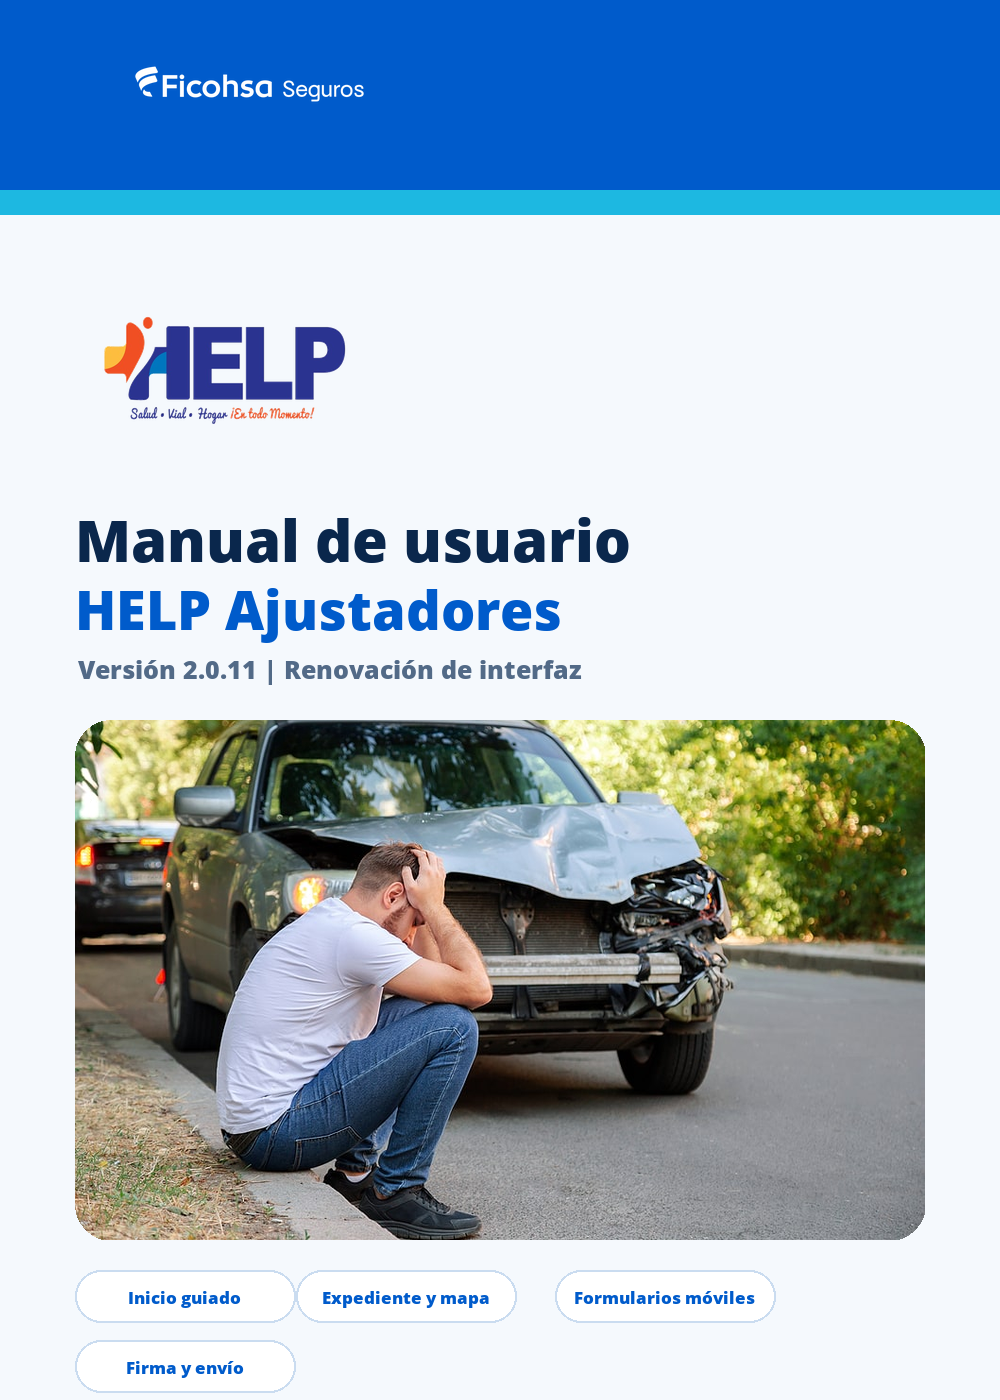 Ficohsa Seguros
HELP
Salud • Vial • Hogar ¡En todo Momento!
Manual de usuario
HELP Ajustadores
Versión 2.0.11 | Renovación de interfaz
Inicio guiado
Expediente y mapa
Formularios móviles
Firma y envío